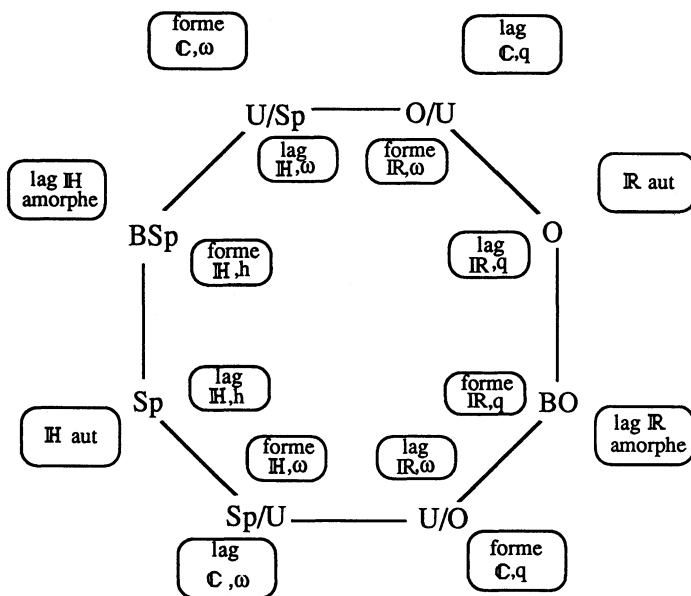 forme
ℂ,ω
lag
ℂ,q
U/Sp
O/U
lag
ℍ,ω
forme
ℝ,ω
lag ℍ
amorphe
ℝ aut
BSp
O
forme
ℍ,h
lag
ℝ,q
Sp
lag
ℍ,h
forme
ℝ,q
BO
ℍ aut
lag ℝ
amorphe
forme
ℍ,ω
lag
ℝ,ω
Sp/U
U/O
lag
ℂ,ω
forme
ℂ,q